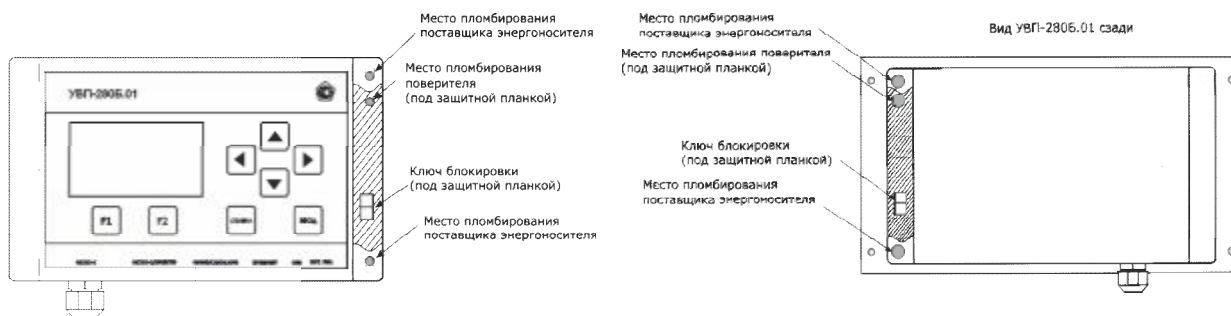 Место пломбирования
поставщика энергоносителя
Место пломбирования
поверителя
(под защитной планкой)
Ключ блокировки
(под защитной планкой)
Место пломбирования
поставщика энергоносителя
УВП-280Б.01
F1
F2
Вид УВП-280Б.01 сзади
Место пломбирования
поставщика энергоносителя
Место пломбирования поверителя
(под защитной планкой)
Ключ блокировки
(под защитной планкой)
Место пломбирования
поставщика энергоносителя